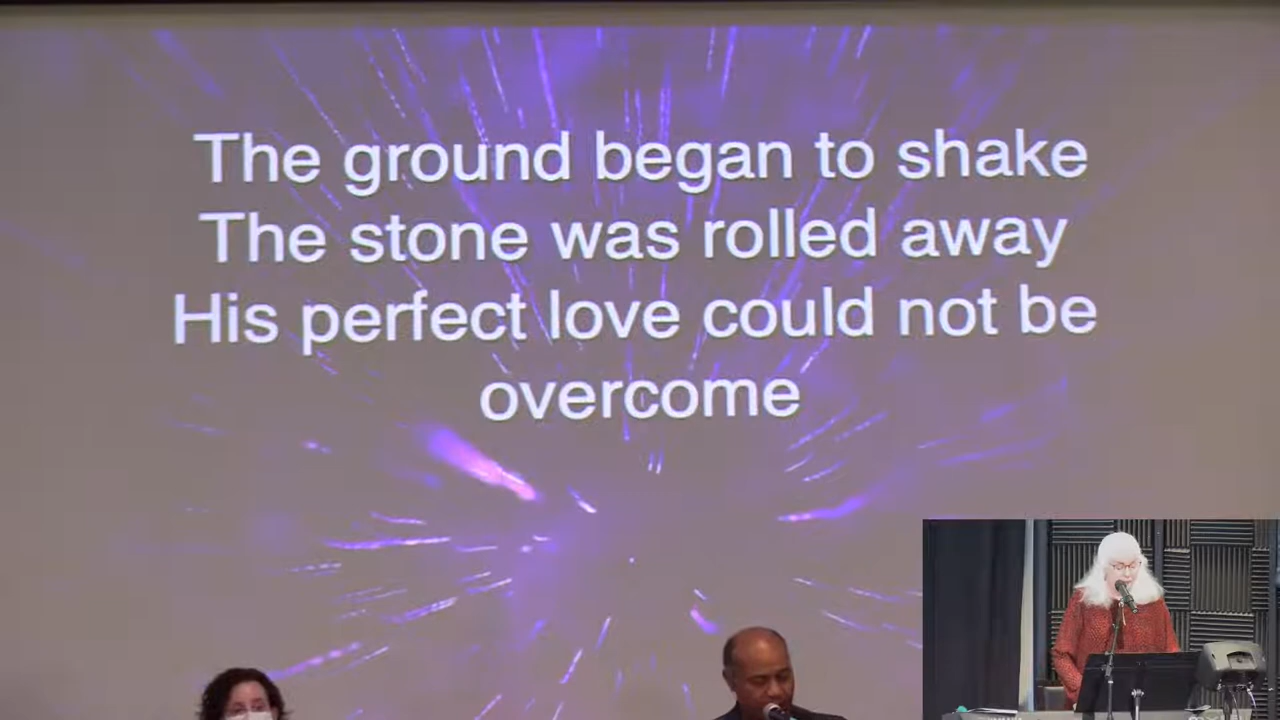 The ground began to shake
The stone was rolled away
His perfect love could not be
overcome